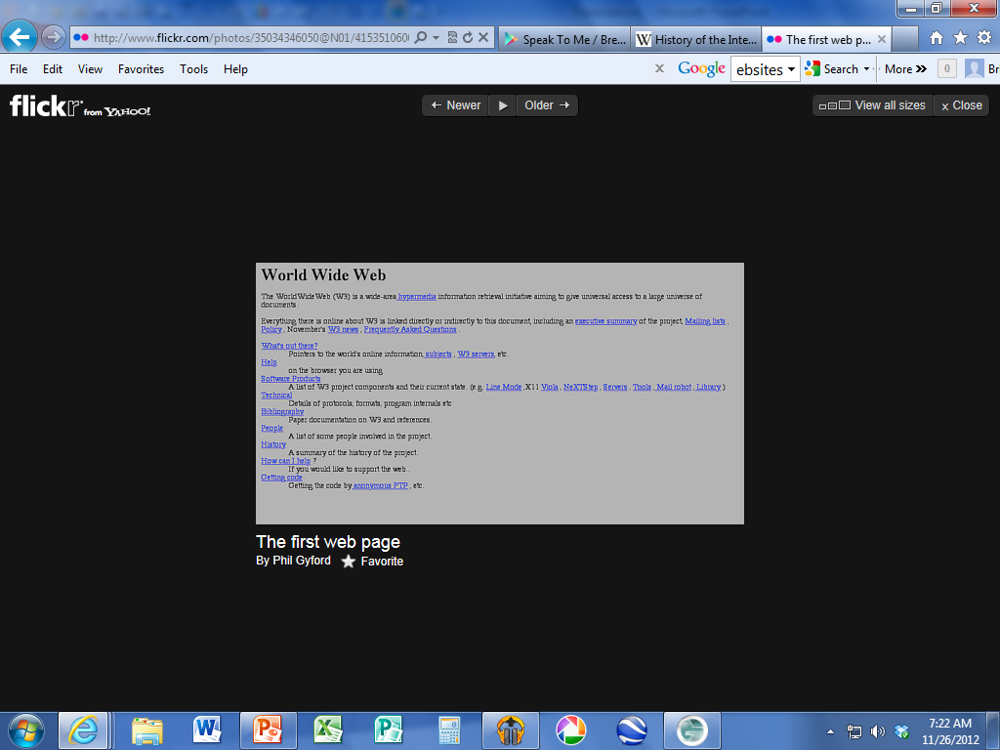 http://www.flickr.com/photos/35034346050@N01/4153510600
Speak To Me / Bre...
History of the Inte...
The first web p...
File Edit View Favorites Tools Help
x Google ebsites Search More 0 Br
flickr from YAHOO!
← Newer
Older →
View all sizes
x Close
World Wide Web
The WorldWideWeb (W3) is a wide-area hypermedia information retrieval initiative aiming to give universal access to a large universe of
documents.
Everything there is online about W3 is linked directly or indirectly to this document, including an executive summary of the project, Mailing lists ,
Policy , November's W3 news , Frequently Asked Questions .
What's out there?
Pointers to the world's online information, subjects , W3 servers, etc.
Help
on the browser you are using
Software Products
A list of W3 project components and their current state. (e.g. Line Mode ,X11 Viola , NeXTStep , Servers , Tools , Mail robot , Library )
Technical
Details of protocols, formats, program internals etc
Bibliography
Paper documentation on W3 and references.
People
A list of some people involved in the project.
History
A summary of the history of the project.
How can I help ?
If you would like to support the web..
Getting code
Getting the code by anonymous FTP , etc.
The first web page
By Phil Gyford Favorite
7:22 AM
11/26/2012